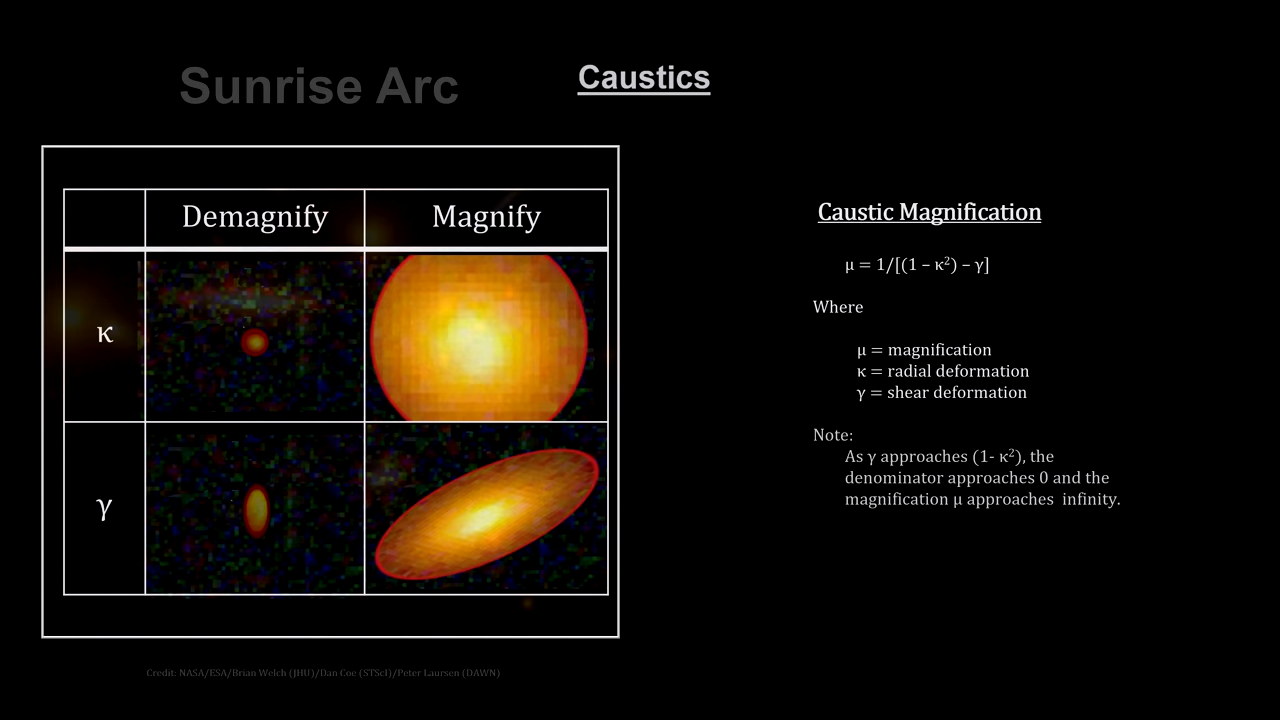 Sunrise Arc
Caustics
Demagnify Magnify
κ
γ
Caustic Magnification
μ = 1/[(1 – κ²) – γ]
Where
μ = magnification
κ = radial deformation
γ = shear deformation
Note:
As γ approaches (1- κ²), the
denominator approaches 0 and the
magnification μ approaches infinity.
Credit: NASA/ESA/Brian Welch (JHU)/Dan Coe (STScI)/Peter Laursen (DAWN)